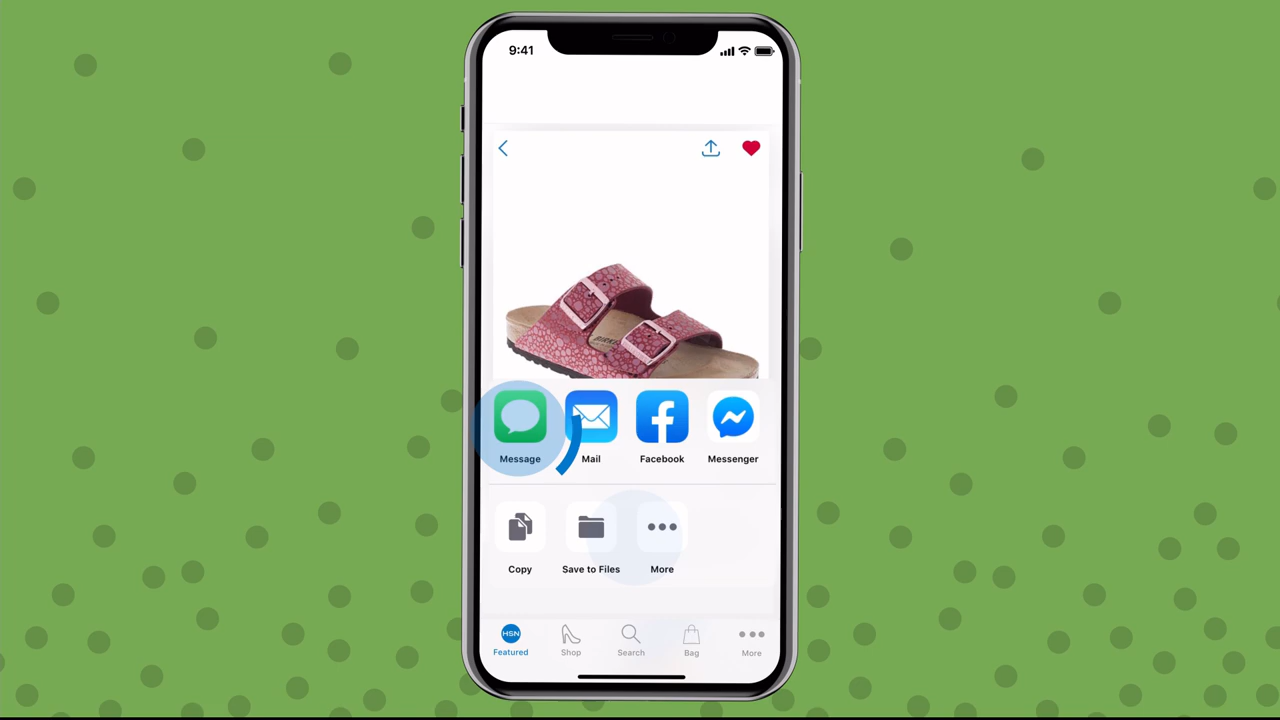 9:41
Message
Mail
Facebook
Messenger
Copy
Save to Files
More
HSN
Featured
Shop
Search
Bag
More